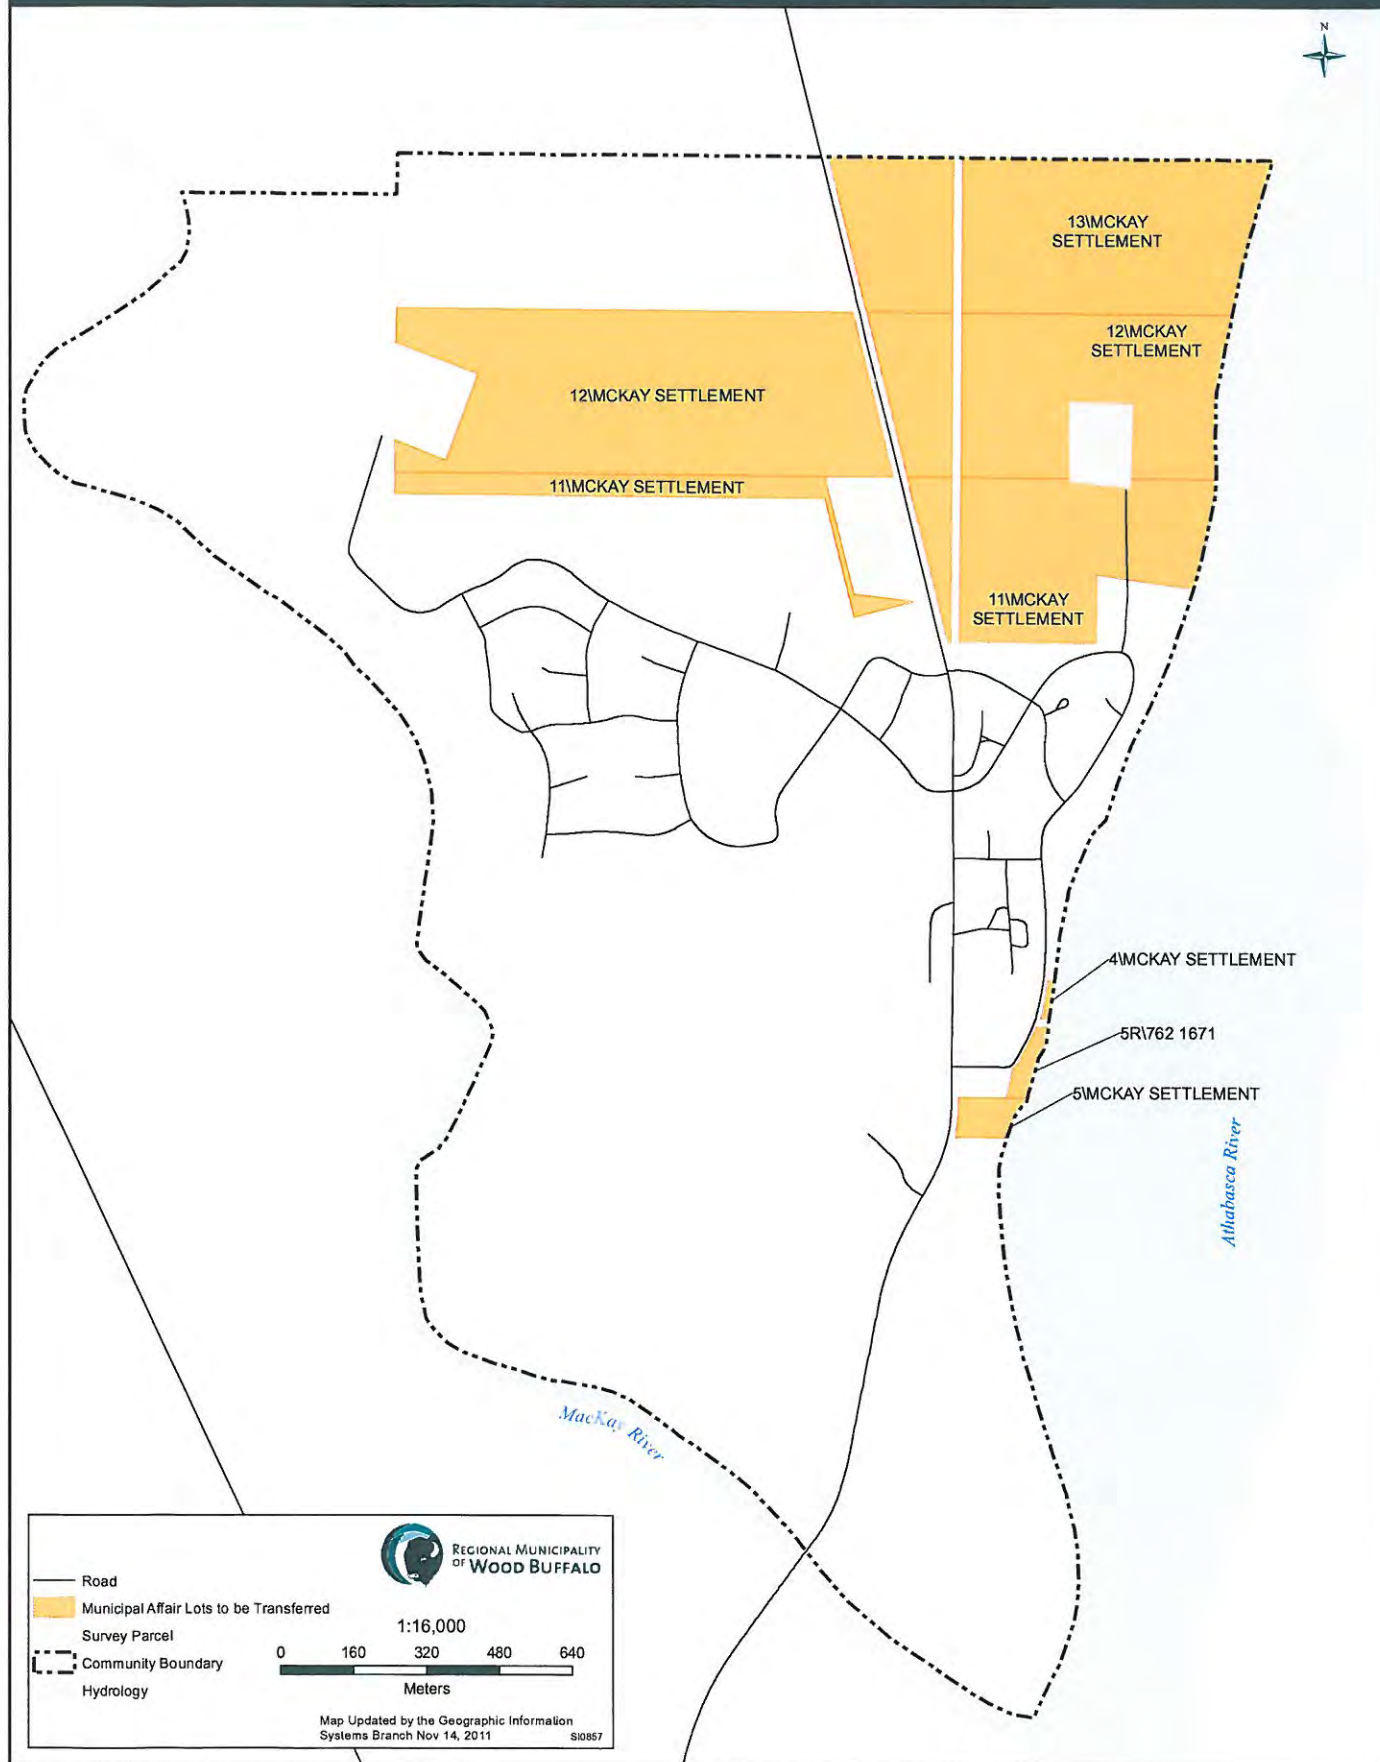 N
13\MCKAY
SETTLEMENT
12\MCKAY
SETTLEMENT
12\MCKAY SETTLEMENT
11\MCKAY SETTLEMENT
11\MCKAY
SETTLEMENT
4\MCKAY SETTLEMENT
5R\762 1671
5\MCKAY SETTLEMENT
Athabasca River
MacKay River
REGIONAL MUNICIPALITY
OF WOOD BUFFALO
Road
Municipal Affair Lots to be Transferred
Survey Parcel
Community Boundary
Hydrology
1:16,000
0 160 320 480 640
Meters
Map Updated by the Geographic Information
Systems Branch Nov 14, 2011
SI0857